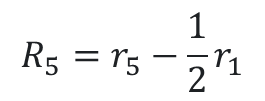 R₅ = r₅ − ½r₁